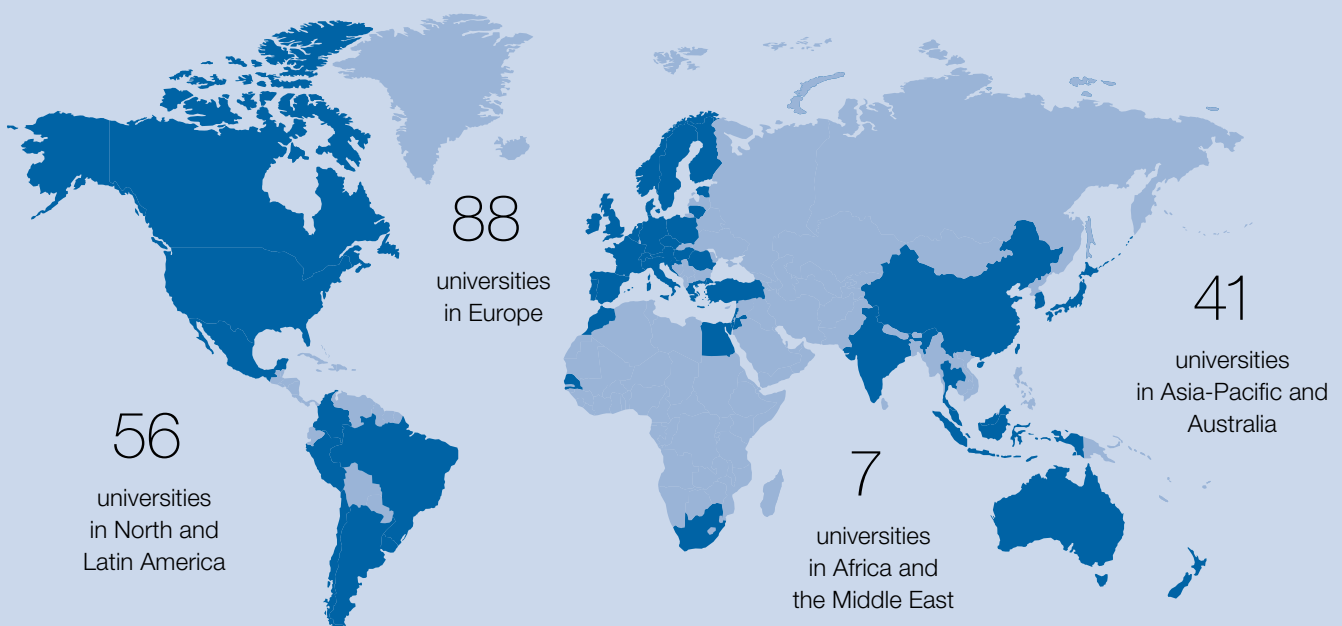 88
universities
in Europe
41
universities
in Asia-Pacific and
Australia
56
universities
in North and
Latin America
7
universities
in Africa and
the Middle East